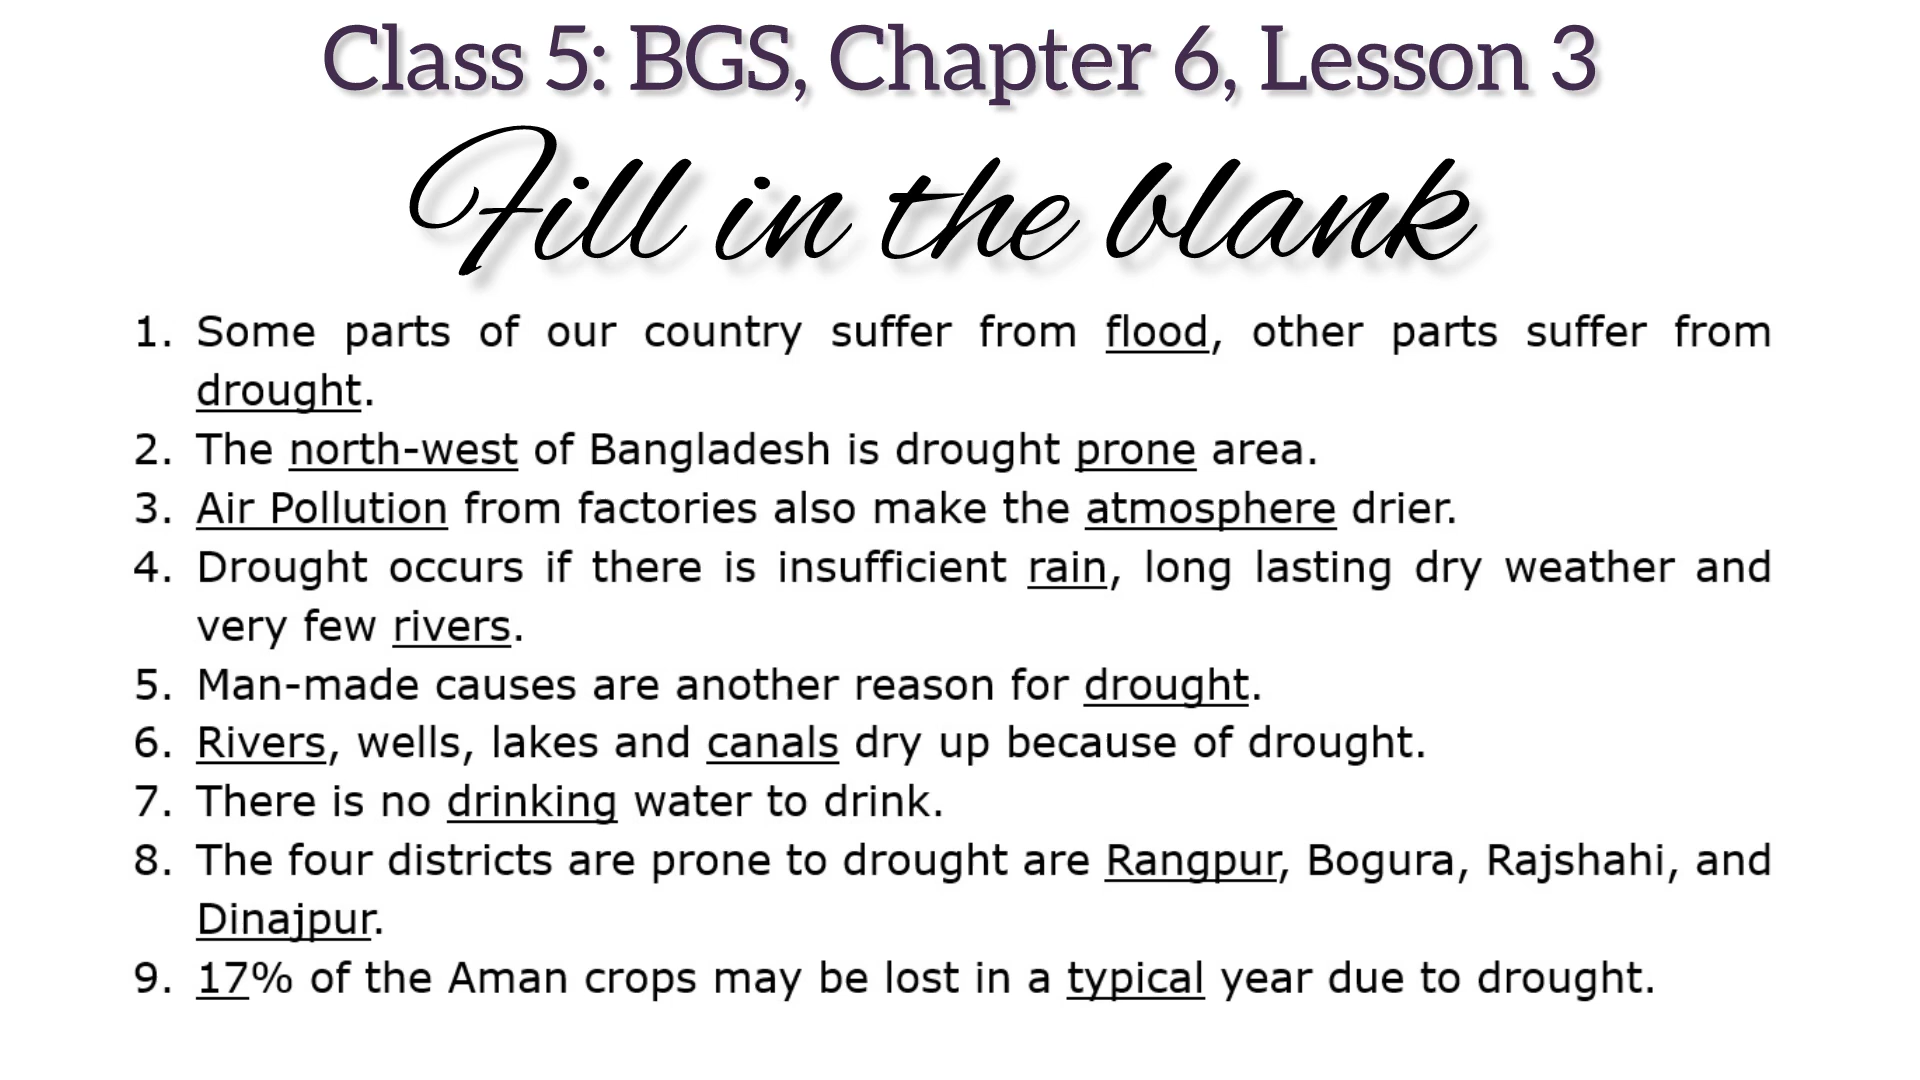 Class 5: BGS, Chapter 6, Lesson 3
Fill in the blank
1. Some parts of our country suffer from flood, other parts suffer from
drought.
2. The north-west of Bangladesh is drought prone area.
3. Air Pollution from factories also make the atmosphere drier.
4. Drought occurs if there is insufficient rain, long lasting dry weather and
very few rivers.
5. Man-made causes are another reason for drought.
6. Rivers, wells, lakes and canals dry up because of drought.
7. There is no drinking water to drink.
8. The four districts are prone to drought are Rangpur, Bogura, Rajshahi, and
Dinajpur.
9. 17% of the Aman crops may be lost in a typical year due to drought.